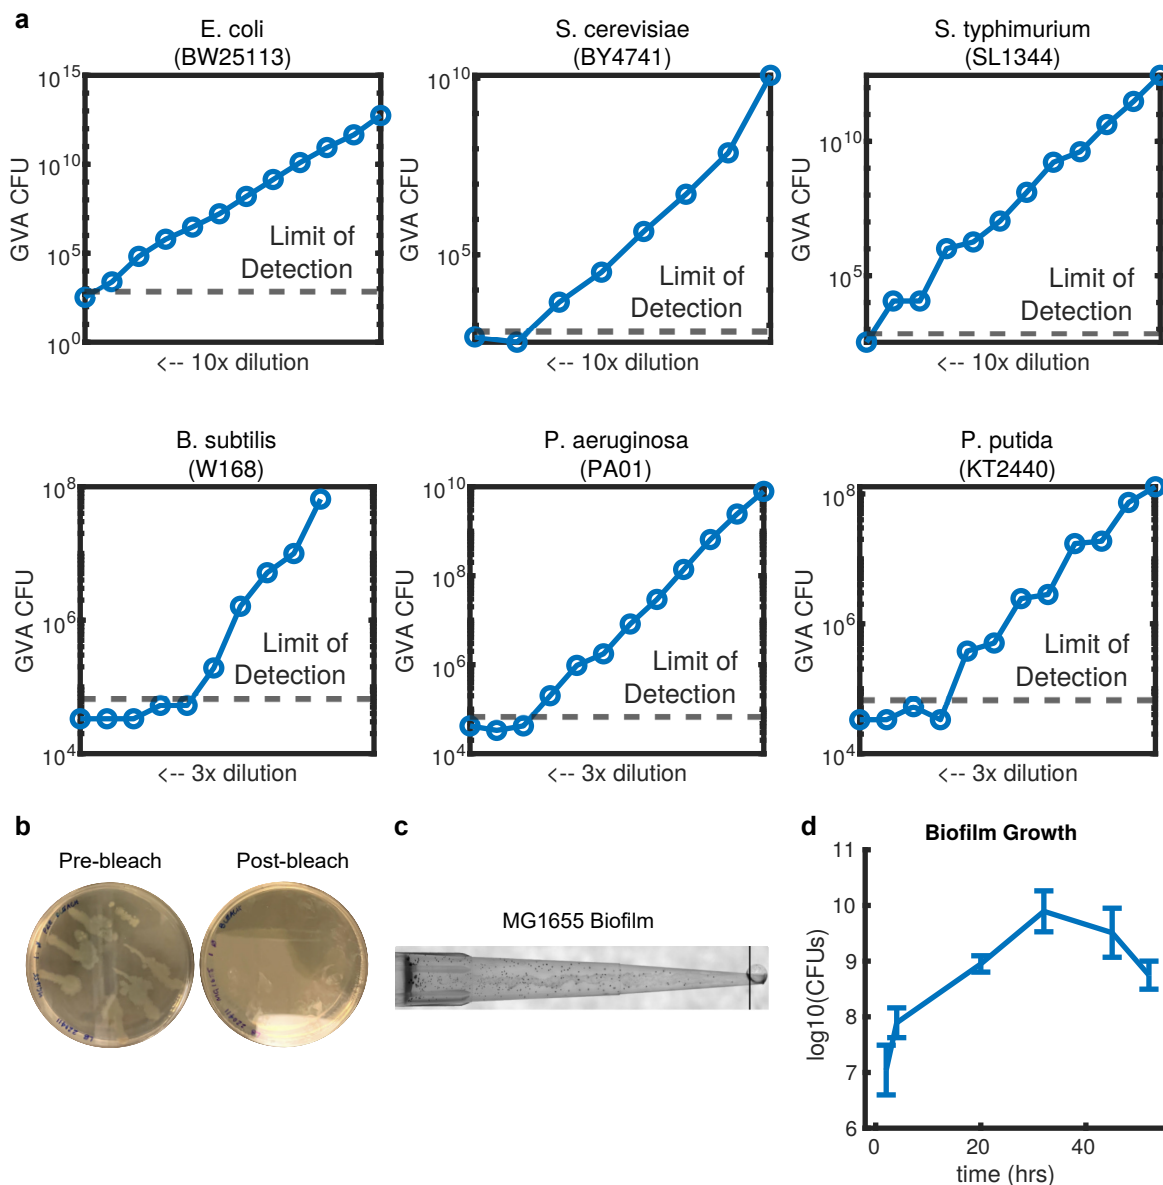 a
E. coli
(BW25113)
GVA CFU
10^15
10^10
10^5
10^0
Limit of
Detection
<-- 10x dilution
S. cerevisiae
(BY4741)
GVA CFU
10^10
10^5
Limit of
Detection
<-- 10x dilution
S. typhimurium
(SL1344)
GVA CFU
10^10
10^5
Limit of
Detection
<-- 10x dilution
B. subtilis
(W168)
GVA CFU
10^8
10^6
10^4
Limit of
Detection
<-- 3x dilution
P. aeruginosa
(PA01)
GVA CFU
10^10
10^8
10^6
10^4
Limit of
Detection
<-- 3x dilution
P. putida
(KT2440)
GVA CFU
10^8
10^6
10^4
Limit of
Detection
<-- 3x dilution
b
Pre-bleach
Post-bleach
c
MG1655 Biofilm
d
Biofilm Growth
log10(CFUs)
11
10
9
8
7
6
0
20
40
time (hrs)